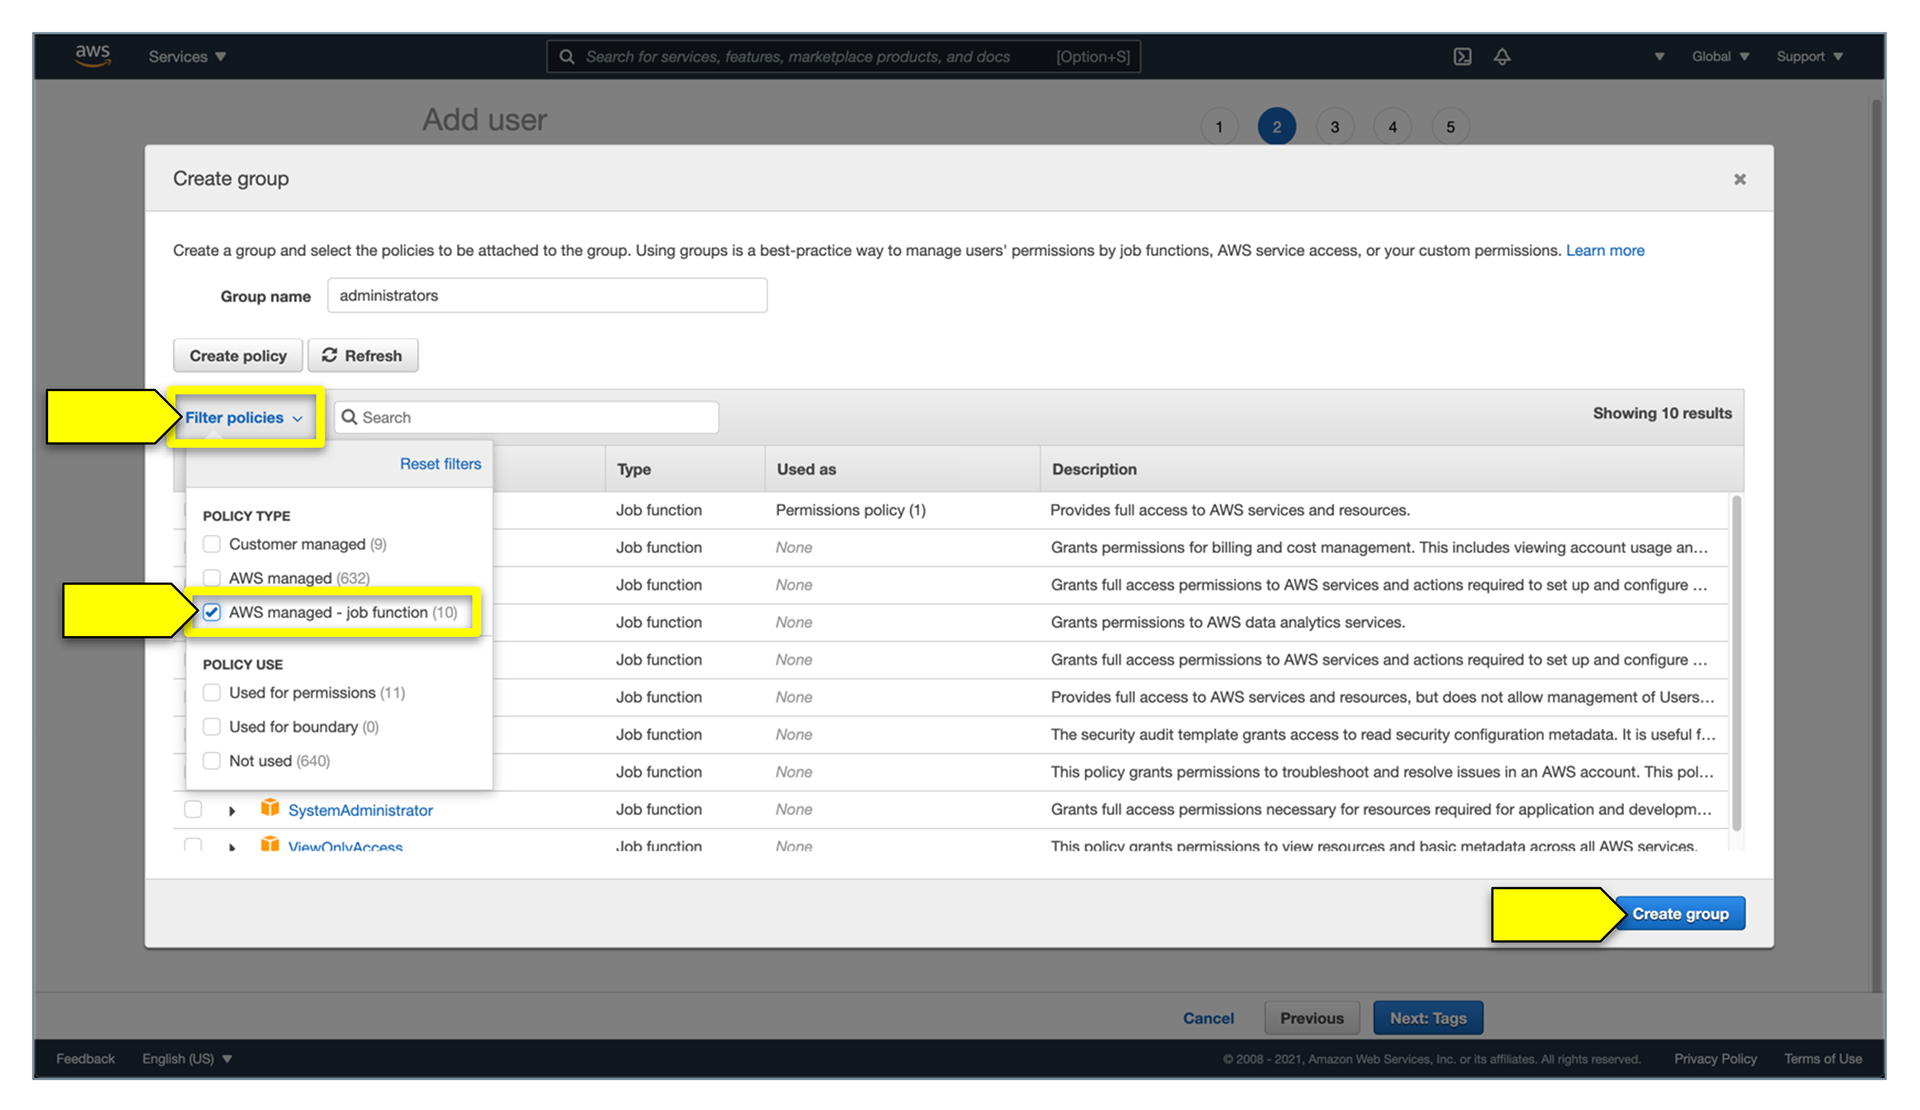 aws Services Search for services, features, marketplace products, and docs [Option+S] Global Support
Add user 1 2 3 4 5
Create group
Create a group and select the policies to be attached to the group. Using groups is a best-practice way to manage users' permissions by job functions, AWS service access, or your custom permissions. Learn more
Group name administrators
Create policy Refresh
Filter policies Search Showing 10 results
Reset filters
Type Used as Description
POLICY TYPE
Customer managed (9)
AWS managed (632)
AWS managed - job function (10)
POLICY USE
Used for permissions (11)
Used for boundary (0)
Not used (640)
Job function Permissions policy (1) Provides full access to AWS services and resources.
Job function None Grants permissions for billing and cost management. This includes viewing account usage an...
Job function None Grants full access permissions to AWS services and actions required to set up and configure ...
Job function None Grants permissions to AWS data analytics services.
Job function None Grants full access permissions to AWS services and actions required to set up and configure ...
Job function None Provides full access to AWS services and resources, but does not allow management of Users...
Job function None The security audit template grants access to read security configuration metadata. It is useful f...
Job function None This policy grants permissions to troubleshoot and resolve issues in an AWS account. This pol...
SystemAdministrator Job function None Grants full access permissions necessary for resources required for application and developm...
ViewOnlyAccess Job function None This policy grants permissions to view resources and basic metadata across all AWS services.
Create group
Cancel Previous Next: Tags
Feedback English (US) © 2008 - 2021, Amazon Web Services, Inc. or its affiliates. All rights reserved. Privacy Policy Terms of Use